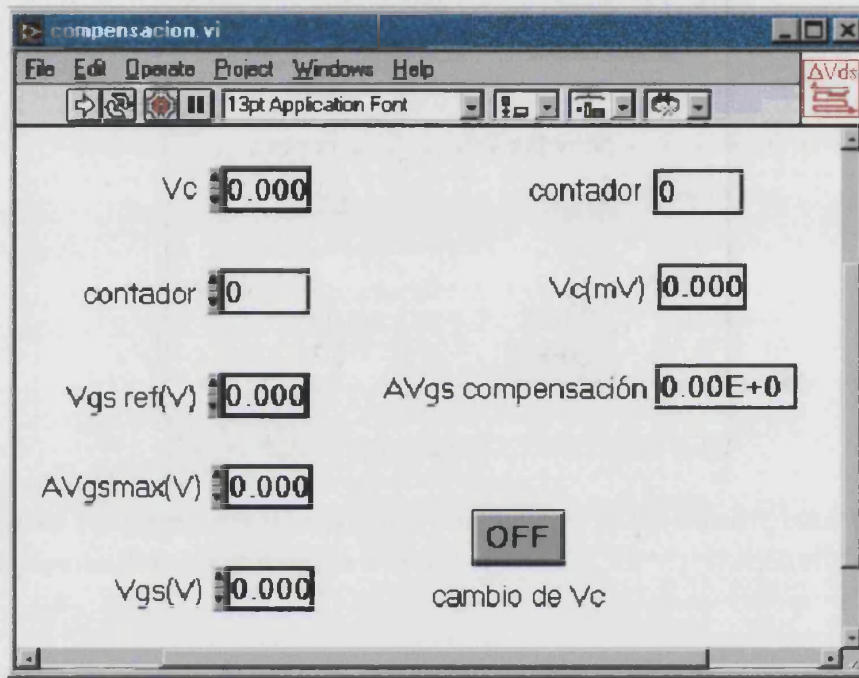 compensacion.vi
File Edit Operate Project Windows Help
ΔVds
13pt Application Font
Vc 0.000
contador 0
contador 0
Vc(mV) 0.000
Vgs ref(V) 0.000
AVgs compensación 0.00E+0
AVgsmax(V) 0.000
OFF
Vgs(V) 0.000
cambio de Vc